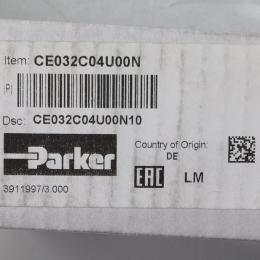 Item: CE032C04U00N
(P)
Dsc: CE032C04U00N10
Parker
Country of Origin:
DE
3911997/3.000
EAC LM